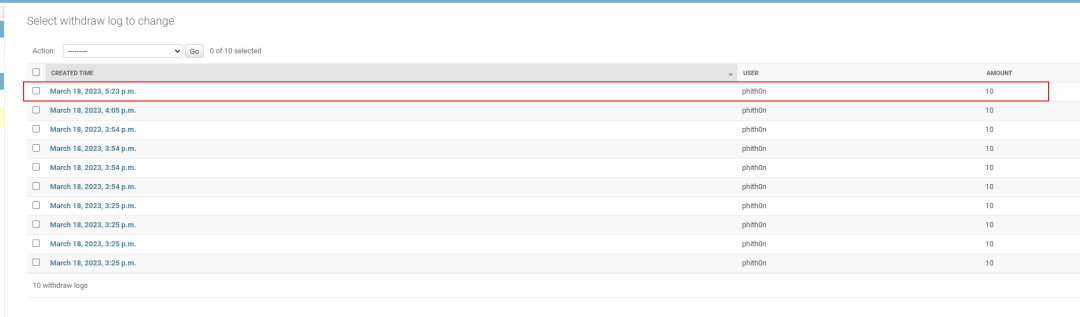 Select withdraw log to change
Action: --------- Go 0 of 10 selected
CREATED TIME USER AMOUNT
March 18, 2023, 5:23 p.m. phith0n 10
March 18, 2023, 4:05 p.m. phith0n 10
March 18, 2023, 3:54 p.m. phith0n 10
March 18, 2023, 3:54 p.m. phith0n 10
March 18, 2023, 3:54 p.m. phith0n 10
March 18, 2023, 3:54 p.m. phith0n 10
March 18, 2023, 3:25 p.m. phith0n 10
March 18, 2023, 3:25 p.m. phith0n 10
March 18, 2023, 3:25 p.m. phith0n 10
March 18, 2023, 3:25 p.m. phith0n 10
10 withdraw logs